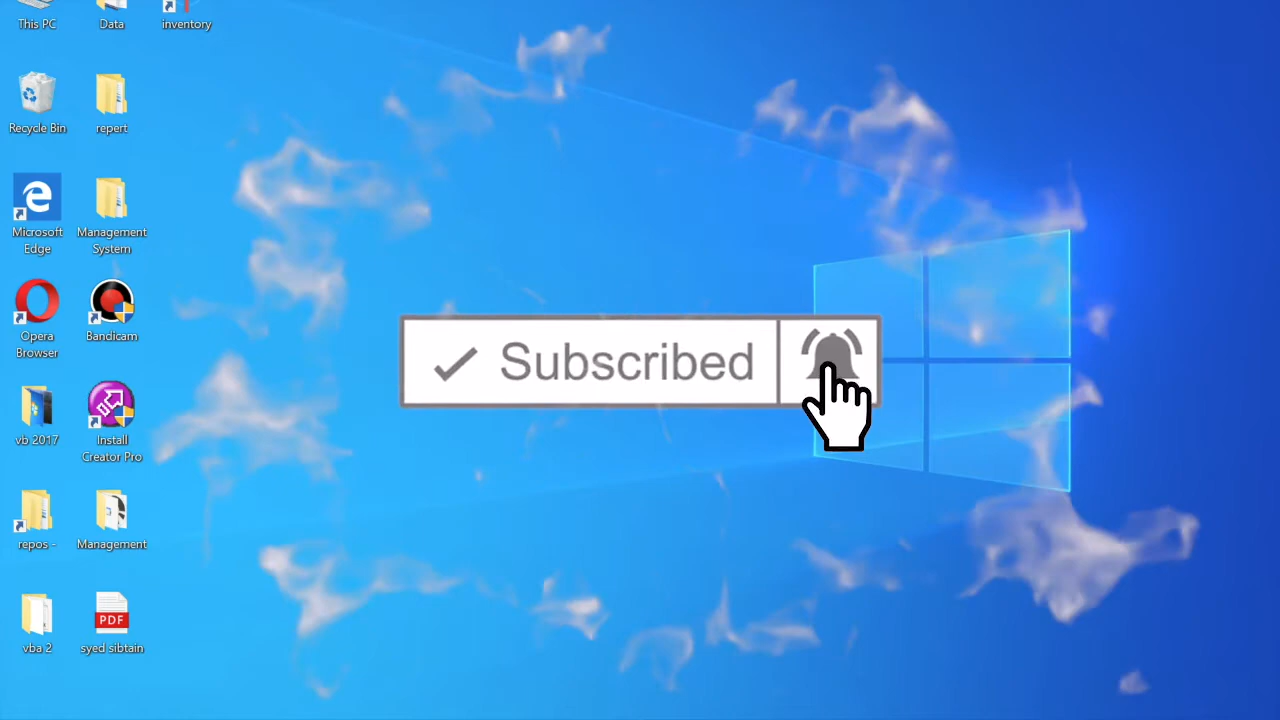 This PC
Data
inventory
Recycle Bin
repert
Microsoft
Edge
Management
System
Opera
Browser
Bandicam
Subscribed
vb 2017
Install
Creator Pro
repos -
Management
vba 2
PDF
syed sibtain